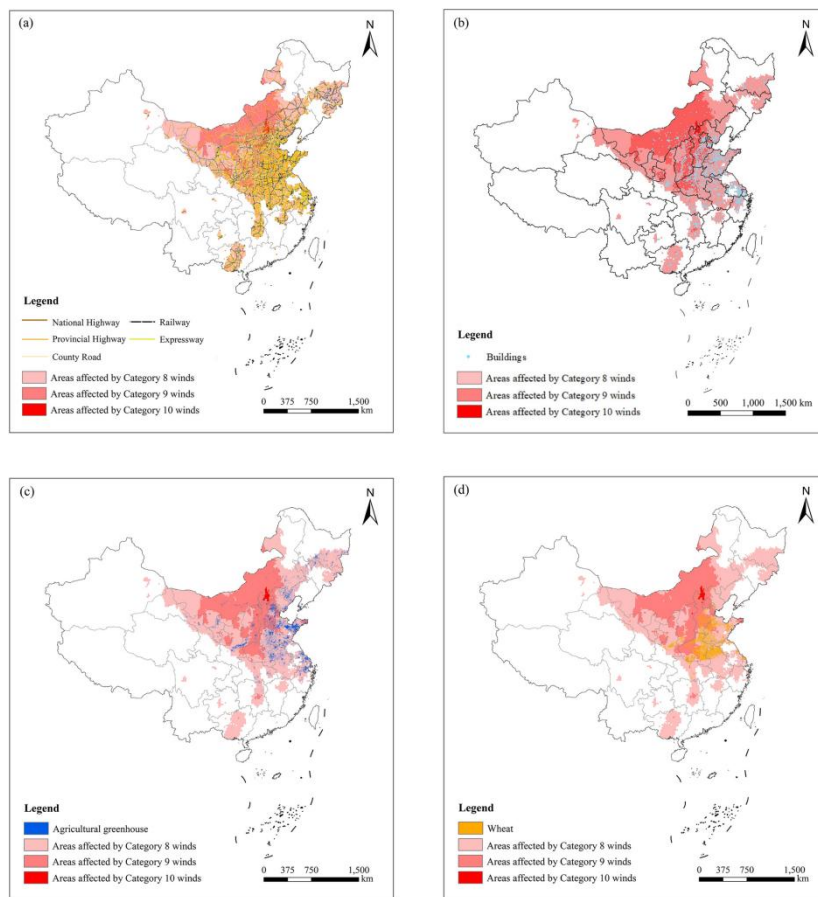 (a)
N
Legend
National Highway Railway
Provincial Highway Expressway
County Road
Areas affected by Category 8 winds
Areas affected by Category 9 winds
Areas affected by Category 10 winds
0 375 750 1,500
km
(b)
N
Legend
Buildings
Areas affected by Category 8 winds
Areas affected by Category 9 winds
Areas affected by Category 10 winds
0 500 1,000 1,500
km
(c)
N
Legend
Agricultural greenhouse
Areas affected by Category 8 winds
Areas affected by Category 9 winds
Areas affected by Category 10 winds
0 375 750 1,500
km
(d)
N
Legend
Wheat
Areas affected by Category 8 winds
Areas affected by Category 9 winds
Areas affected by Category 10 winds
0 375 750 1,500
km